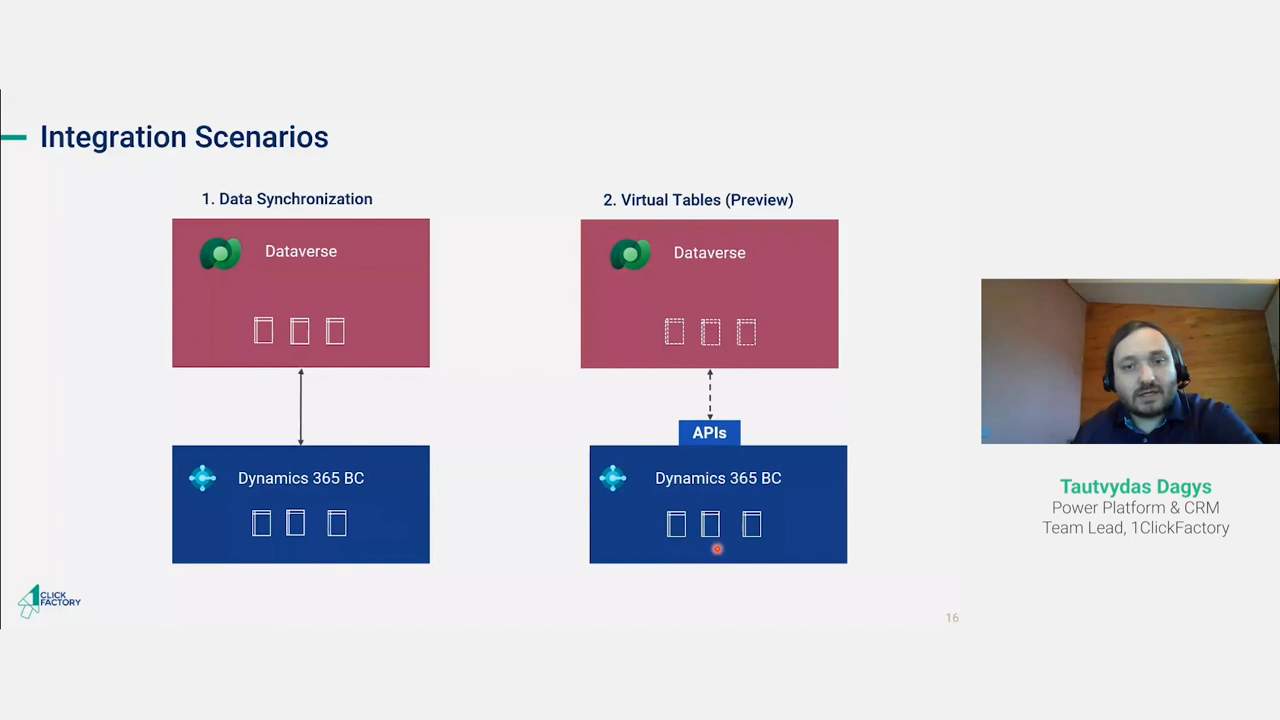 Integration Scenarios
1. Data Synchronization
Dataverse
Dynamics 365 BC
2. Virtual Tables (Preview)
Dataverse
APIs
Dynamics 365 BC
1CLICK
FACTORY
16
Tautvydas Dagys
Power Platform & CRM
Team Lead, 1ClickFactory